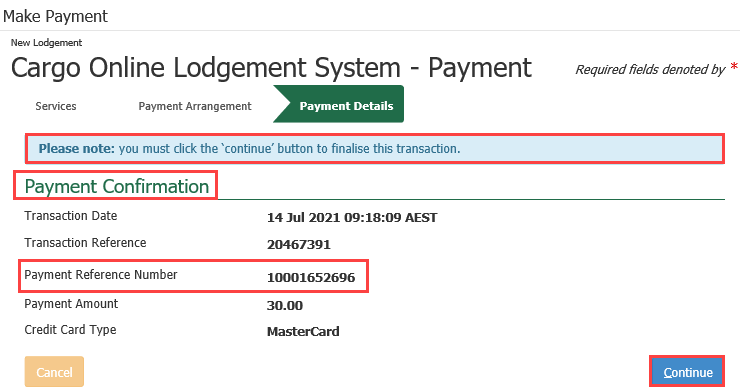 Make Payment
New Lodgement
Cargo Online Lodgement System - Payment
Required fields denoted by *
Services
Payment Arrangement
Payment Details
Please note: you must click the ‘continue’ button to finalise this transaction.
Payment Confirmation
Transaction Date 14 Jul 2021 09:18:09 AEST
Transaction Reference 20467391
Payment Reference Number 10001652696
Payment Amount 30.00
Credit Card Type MasterCard
Cancel
Continue